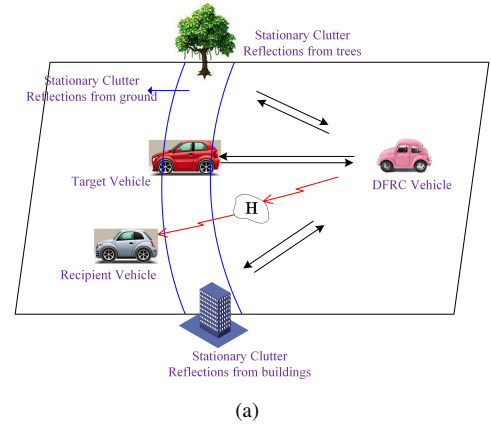 Stationary Clutter
Reflections from trees
Stationary Clutter
Reflections from ground
Target Vehicle
DFRC Vehicle
H
Recipient Vehicle
Stationary Clutter
Reflections from buildings
(a)